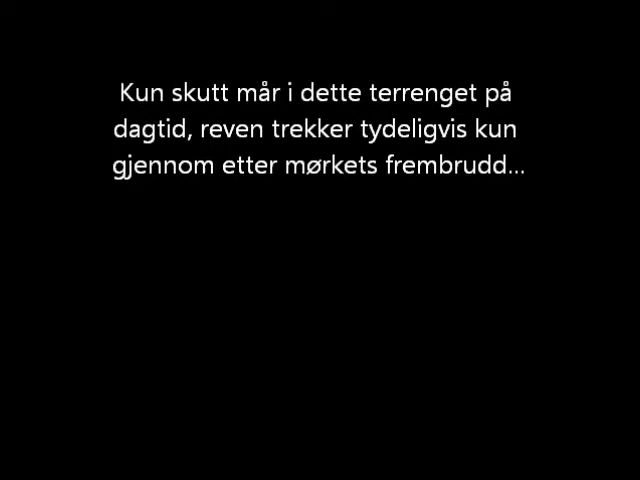 Kun skutt mår i dette terrenget på
dagtid, reven trekker tydeligvis kun
gjennom etter mørkets frembrudd...